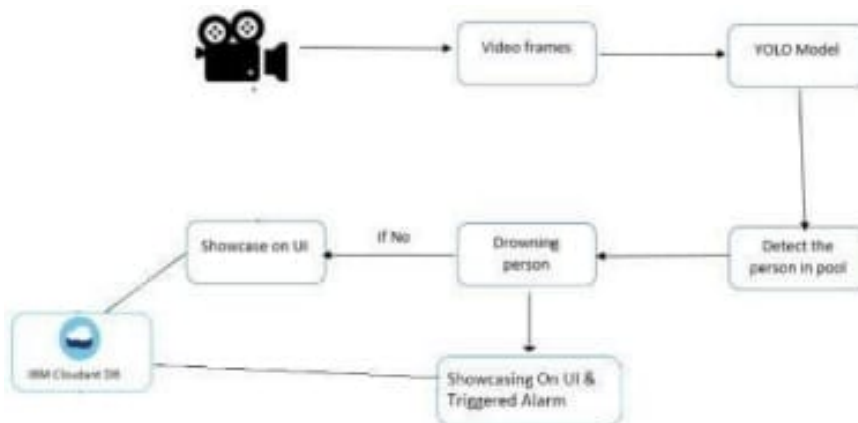 Video frames
YOLO Model
Showcase on UI
If No
Drowning
person
Detect the
person in pool
IBM Cloudant DB
Showcasing On UI &
Triggered Alarm